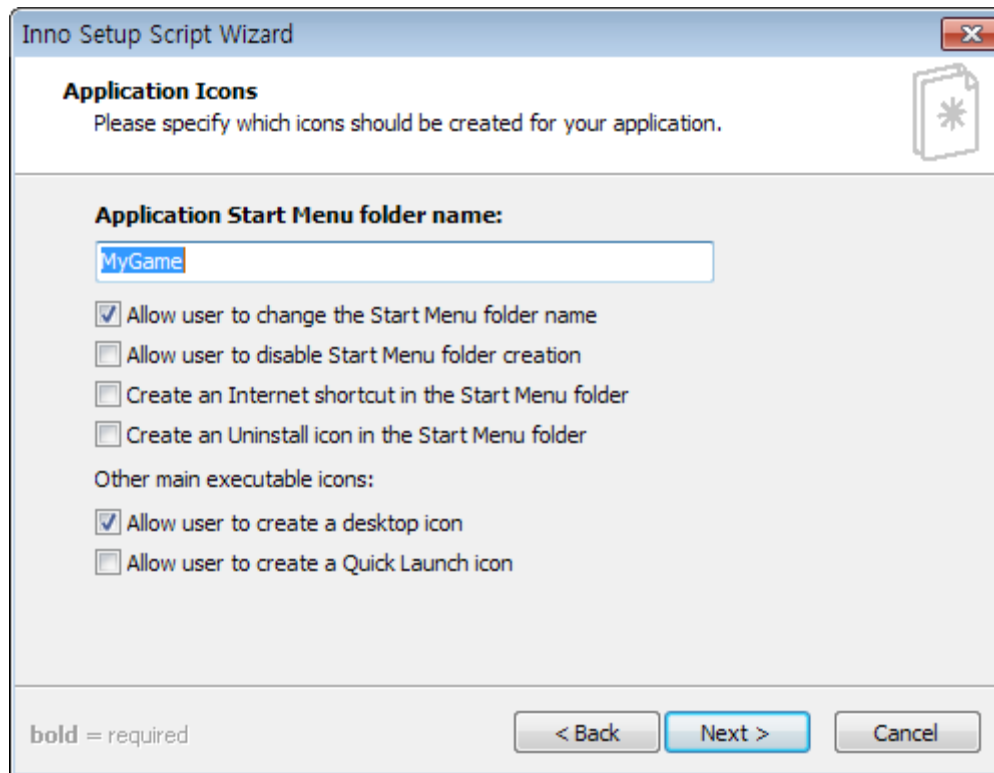 Inno Setup Script Wizard
Application Icons
Please specify which icons should be created for your application.
Application Start Menu folder name:
MyGame
Allow user to change the Start Menu folder name
Allow user to disable Start Menu folder creation
Create an Internet shortcut in the Start Menu folder
Create an Uninstall icon in the Start Menu folder
Other main executable icons:
Allow user to create a desktop icon
Allow user to create a Quick Launch icon
bold = required
< Back
Next >
Cancel